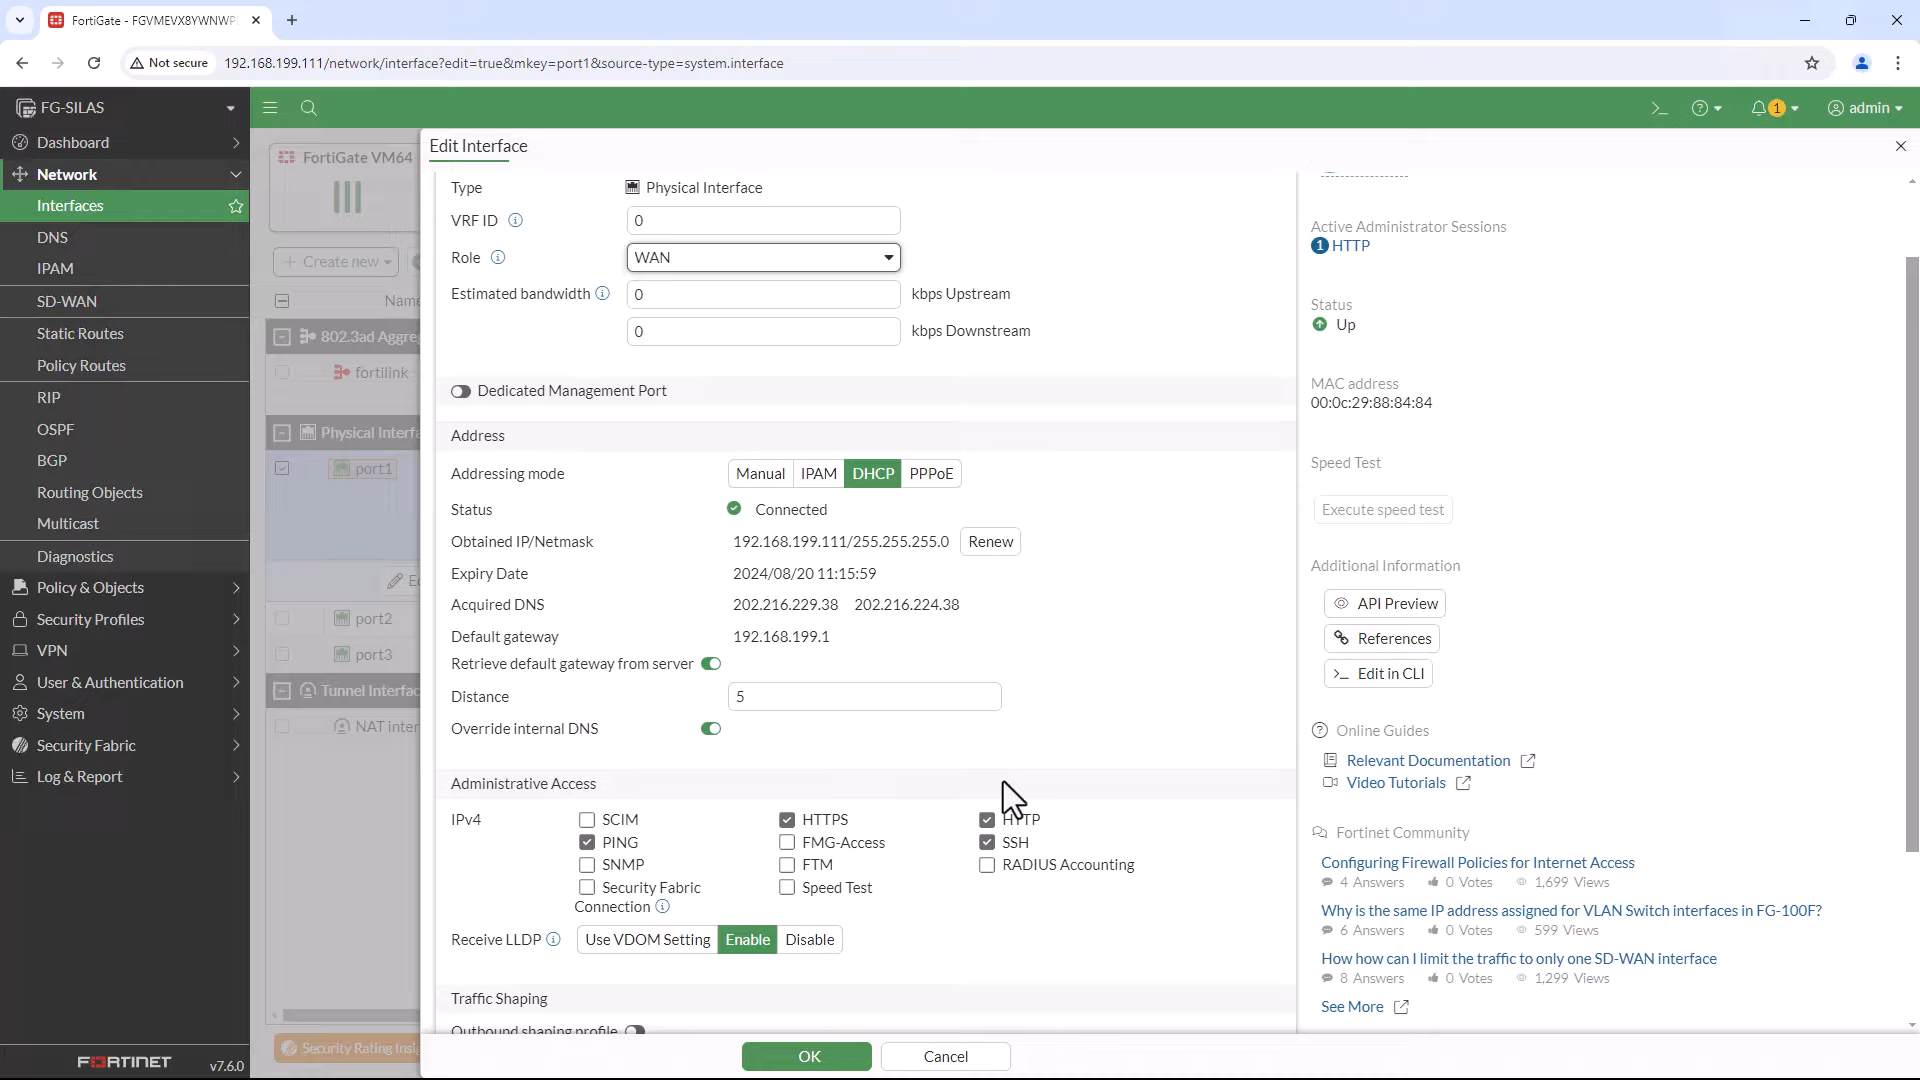 FortiGate - FGVMEVX8YWNWP
Not secure
192.168.199.111/network/interface?edit=true&mkey=port1&source-type=system.interface
FG-SILAS
1
admin
Dashboard
Network
Interfaces
DNS
IPAM
SD-WAN
Static Routes
Policy Routes
RIP
OSPF
BGP
Routing Objects
Multicast
Diagnostics
Policy & Objects
Security Profiles
VPN
User & Authentication
System
Security Fabric
Log & Report
FORTINET
v7.6.0
FortiGate VM64
Create new
Name
802.3ad Aggre
fortilink
Physical Interfa
port1
Ed
port2
port3
Tunnel Interfac
NAT inter
Security Rating Insig
Edit Interface
Type Physical Interface
VRF ID 0
Role WAN
Estimated bandwidth 0 kbps Upstream
0 kbps Downstream
Dedicated Management Port
Address
Addressing mode Manual IPAM DHCP PPPoE
Status Connected
Obtained IP/Netmask 192.168.199.111/255.255.255.0 Renew
Expiry Date 2024/08/20 11:15:59
Acquired DNS 202.216.229.38 202.216.224.38
Default gateway 192.168.199.1
Retrieve default gateway from server
Distance 5
Override internal DNS
Administrative Access
IPv4 SCIM HTTPS HTTP
PING FMG-Access SSH
SNMP FTM RADIUS Accounting
Security Fabric Speed Test
Connection
Receive LLDP Use VDOM Setting Enable Disable
Traffic Shaping
Outbound shaping profile
OK Cancel
Active Administrator Sessions
1 HTTP
Status
Up
MAC address
00:0c:29:88:84:84
Speed Test
Execute speed test
Additional Information
API Preview
References
>_ Edit in CLI
Online Guides
Relevant Documentation
Video Tutorials
Fortinet Community
Configuring Firewall Policies for Internet Access
4 Answers 0 Votes 1,699 Views
Why is the same IP address assigned for VLAN Switch interfaces in FG-100F?
6 Answers 0 Votes 599 Views
How how can I limit the traffic to only one SD-WAN interface
8 Answers 0 Votes 1,299 Views
See More